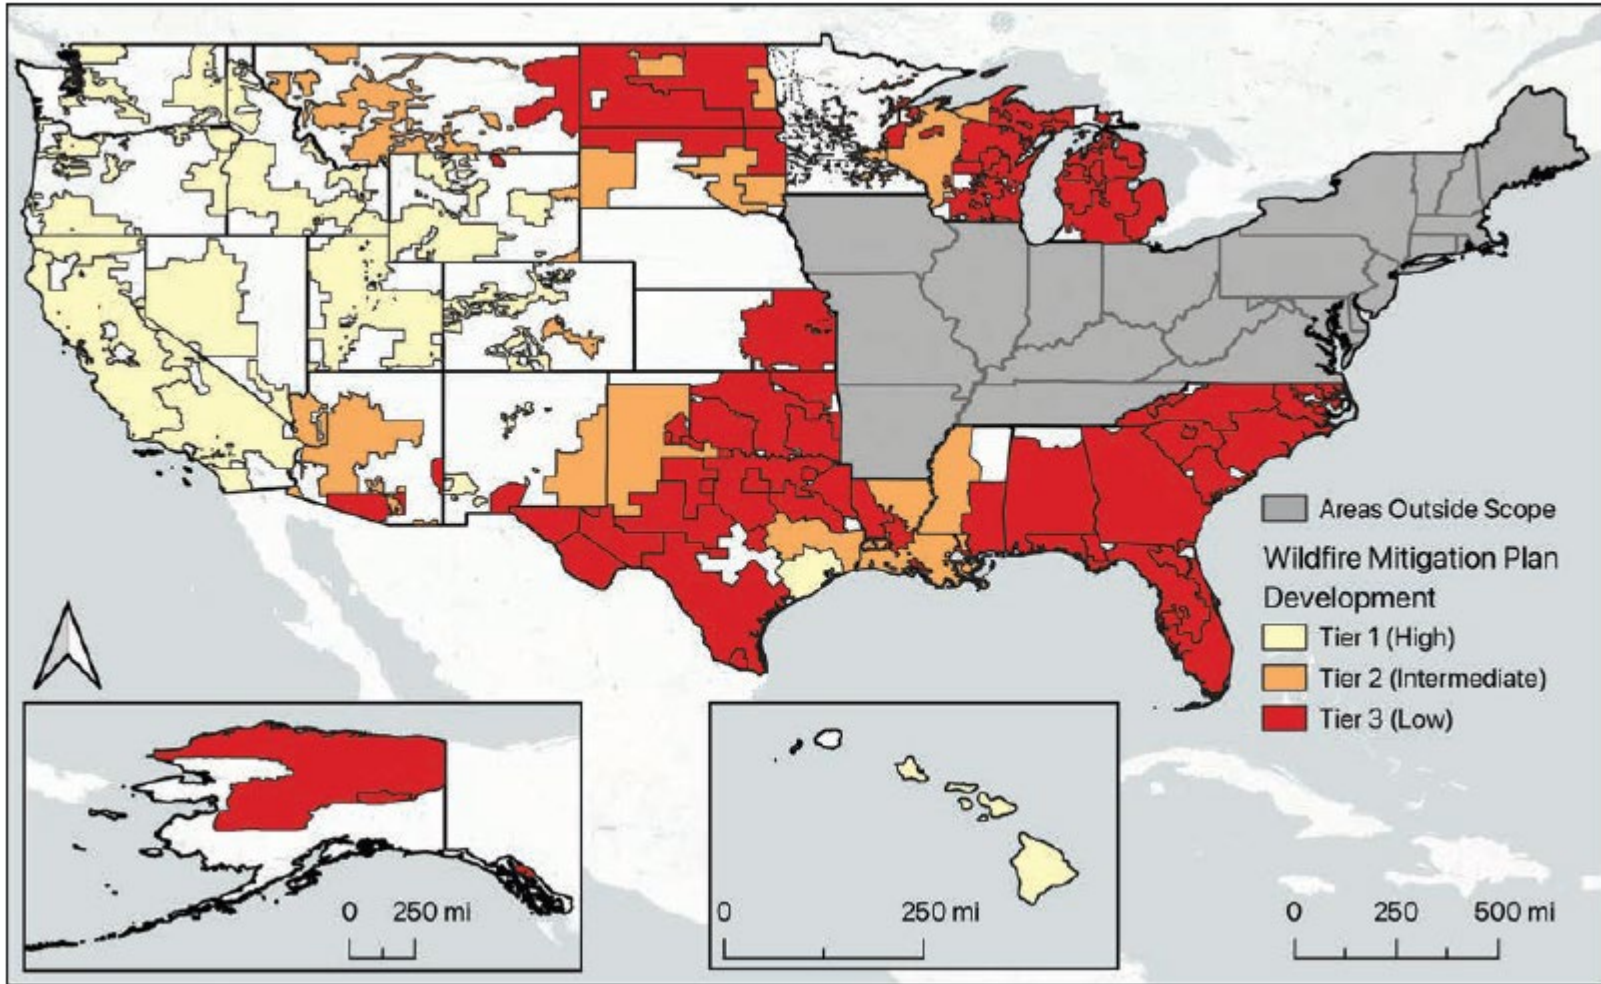 Areas Outside Scope
Wildfire Mitigation Plan
Development
Tier 1 (High)
Tier 2 (Intermediate)
Tier 3 (Low)
0 250 mi
0 250 mi
0 250 500 mi